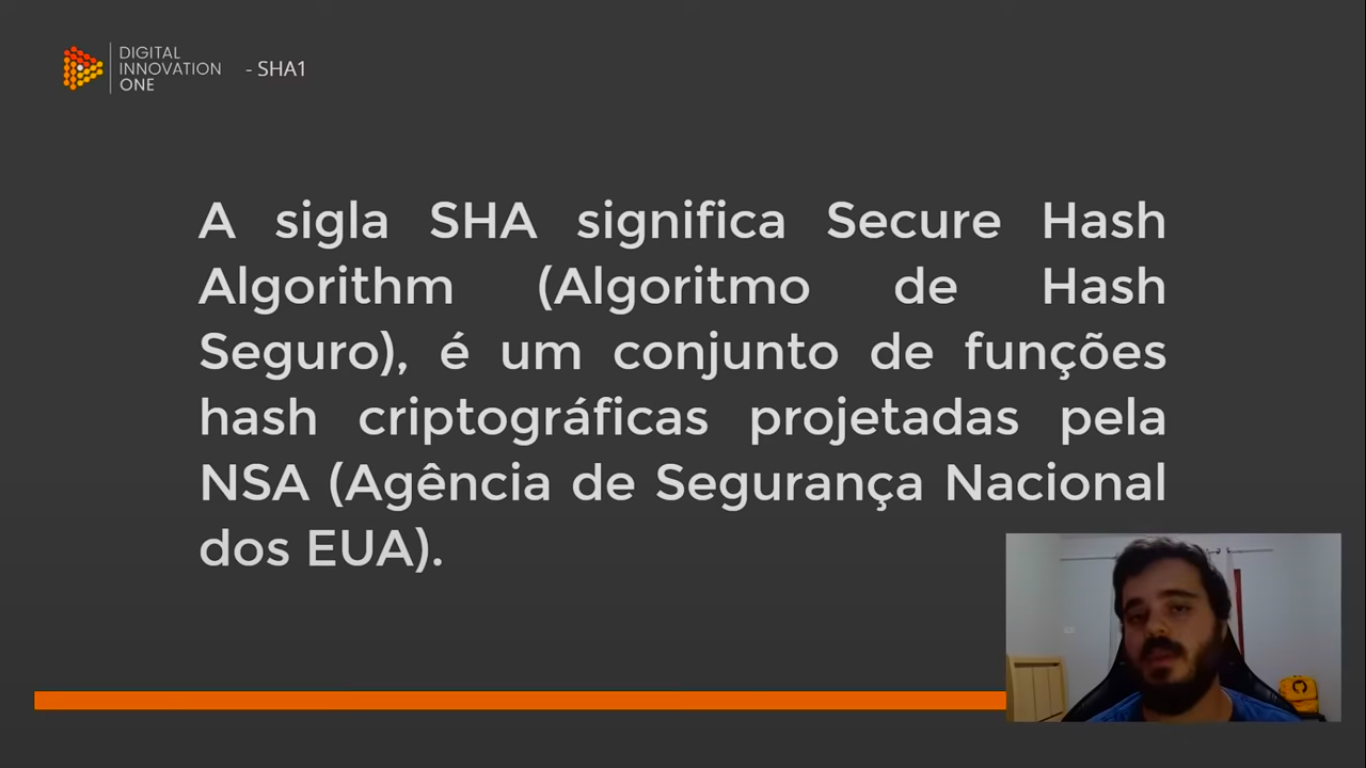 DIGITAL
INNOVATION
ONE
- SHA1
A sigla SHA significa Secure Hash
Algorithm (Algoritmo de Hash
Seguro), é um conjunto de funções
hash criptográficas projetadas pela
NSA (Agência de Segurança Nacional
dos EUA).